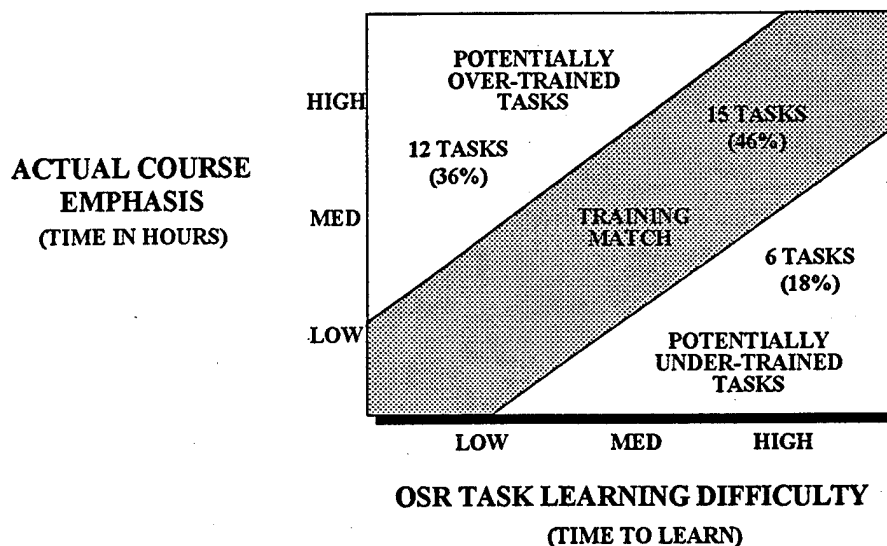 POTENTIALLY
OVER-TRAINED
TASKS
HIGH
15 TASKS
(46%)
12 TASKS
(36%)
ACTUAL COURSE
EMPHASIS
(TIME IN HOURS)
MED
TRAINING
MATCH
6 TASKS
(18%)
LOW
POTENTIALLY
UNDER-TRAINED
TASKS
LOW MED HIGH
OSR TASK LEARNING DIFFICULTY
(TIME TO LEARN)